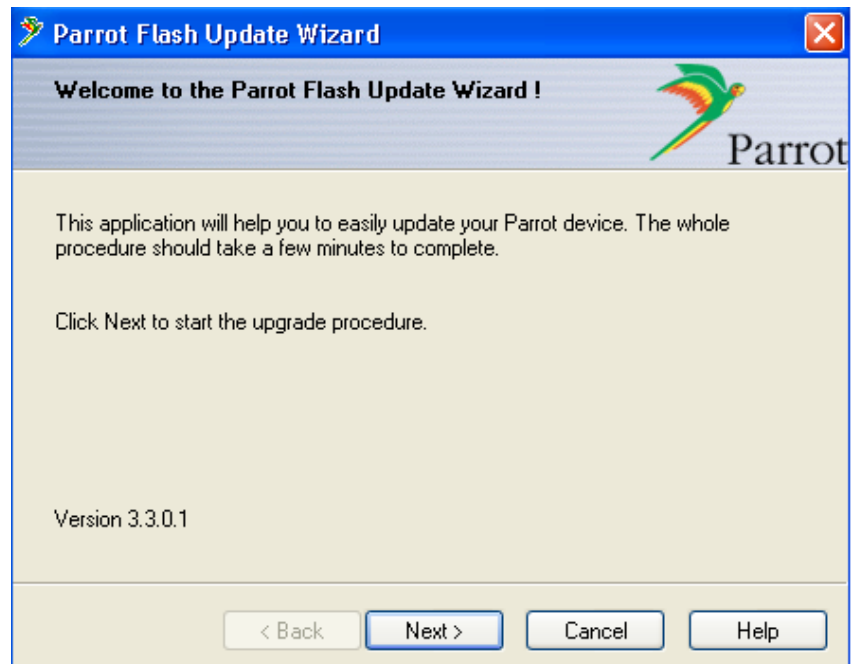 Parrot Flash Update Wizard
Welcome to the Parrot Flash Update Wizard !
Parrot
This application will help you to easily update your Parrot device. The whole
procedure should take a few minutes to complete.
Click Next to start the upgrade procedure.
Version 3.3.0.1
< Back
Next >
Cancel
Help